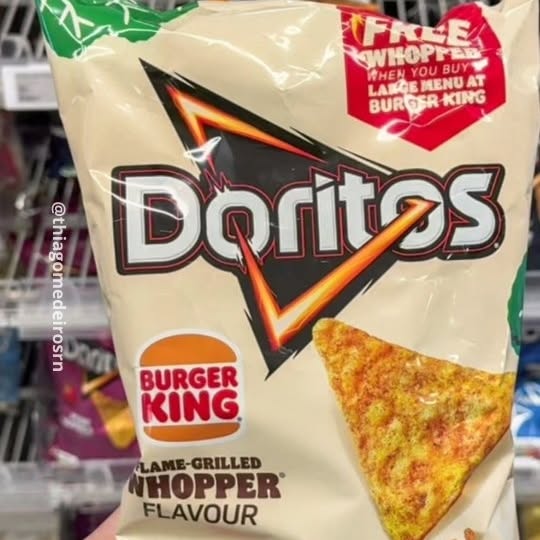 FREE
WHOPPER
WHEN YOU BUY A
LARGE MENU AT
BURGER KING
Doritos
@thiagomedeirosrn
BURGER
KING
FLAME-GRILLED
WHOPPER®
FLAVOUR